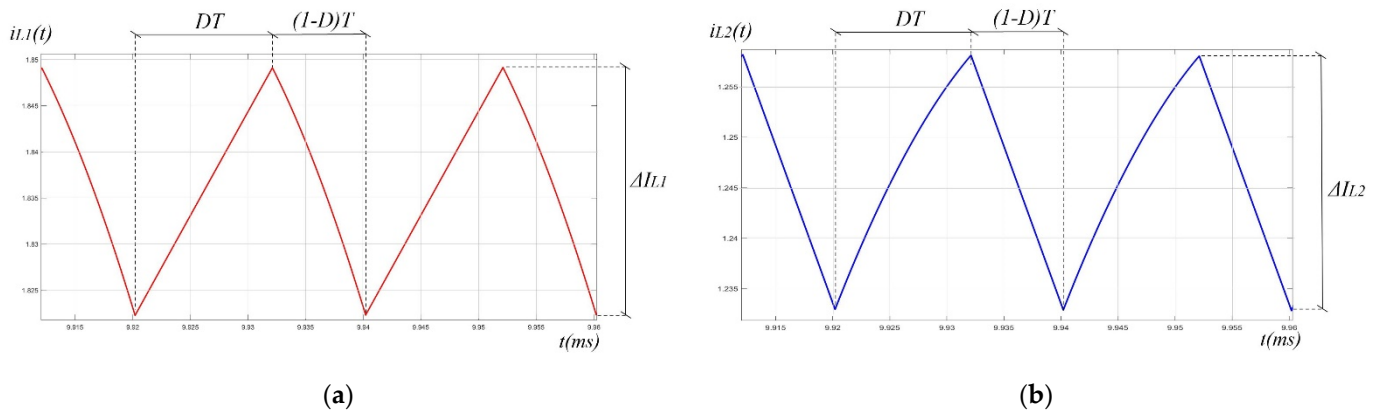 DT
(1-D)T
iL1(t)
1.85
1.845
1.84
1.835
1.83
1.825
ΔIL1
9.915
9.92
9.925
9.93
9.935
9.94
9.945
9.95
9.955
9.96
t(ms)
(a)
DT
(1-D)T
iL2(t)
1.255
1.25
1.245
1.24
1.235
ΔIL2
9.915
9.92
9.925
9.93
9.935
9.94
9.945
9.95
9.955
9.96
t(ms)
(b)